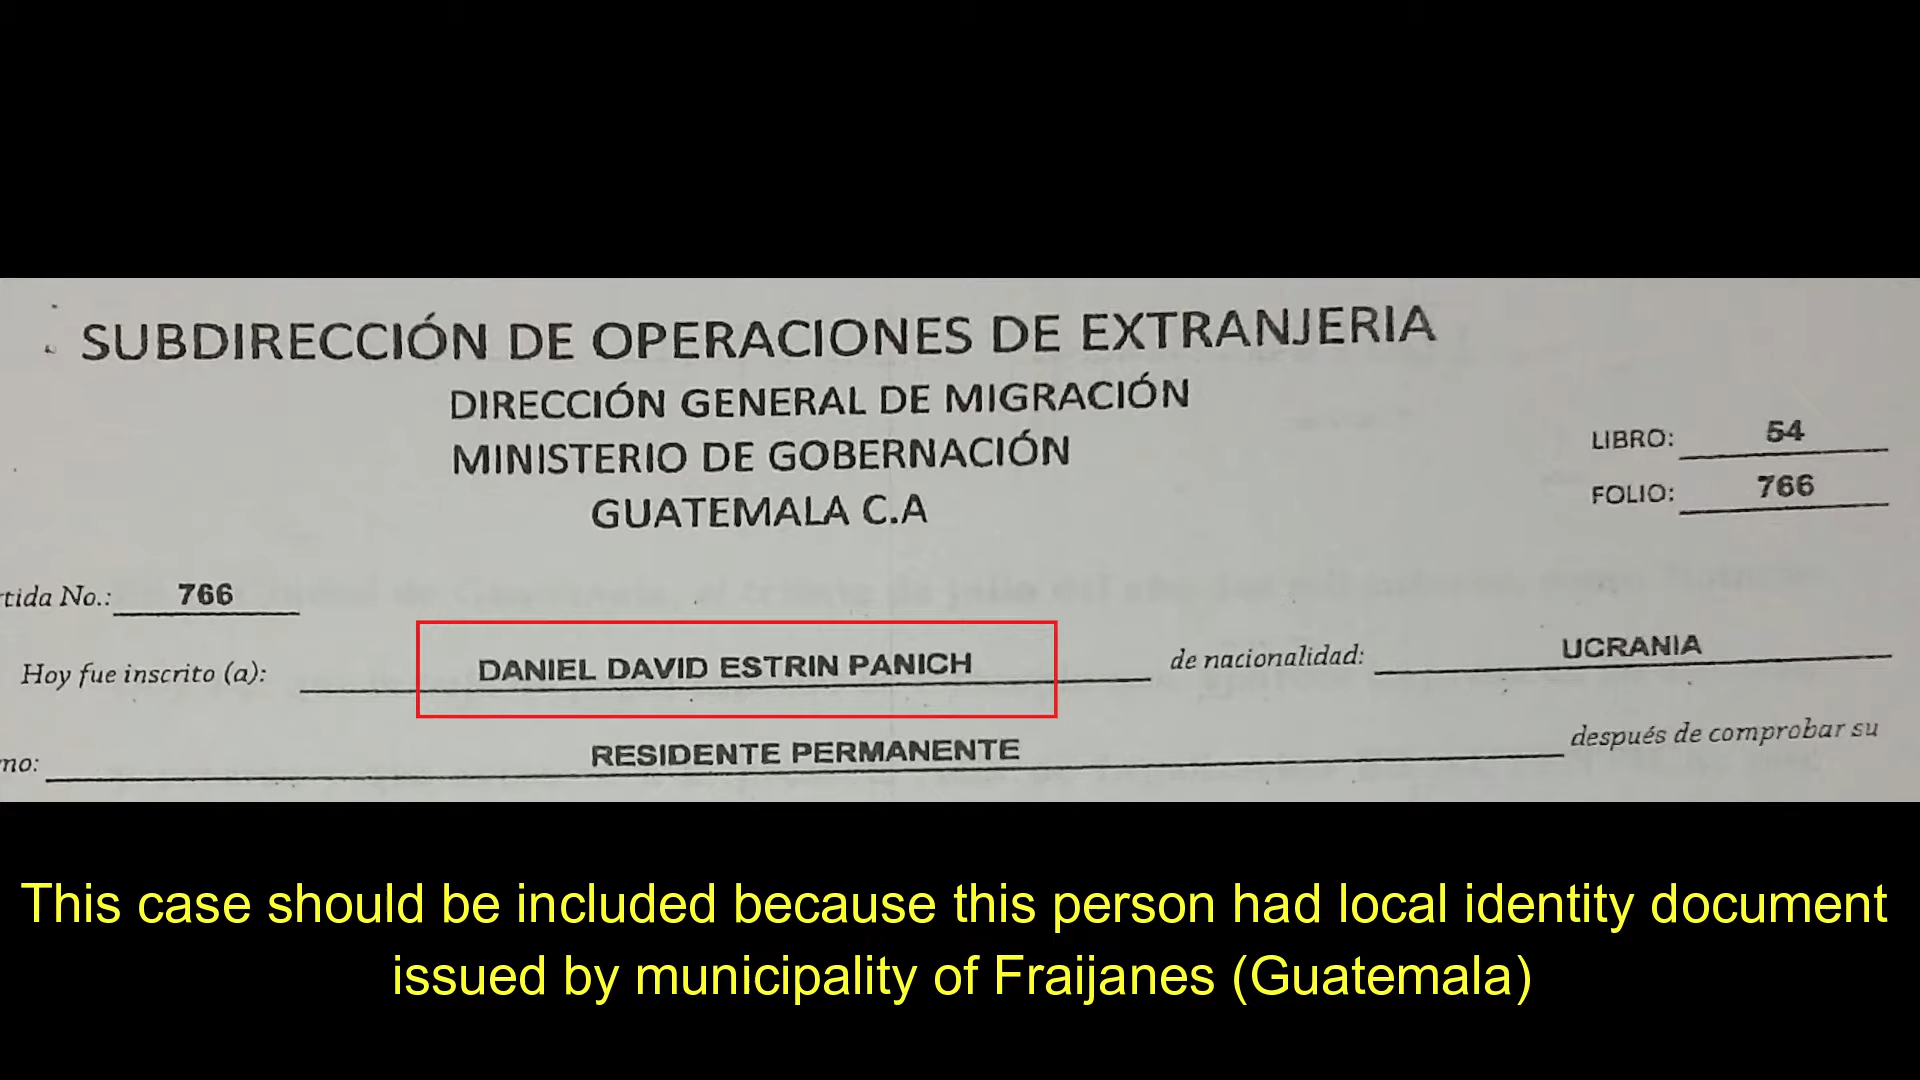 SUBDIRECCIÓN DE OPERACIONES DE EXTRANJERIA
DIRECCIÓN GENERAL DE MIGRACIÓN
MINISTERIO DE GOBERNACIÓN
GUATEMALA C.A
LIBRO: 54
FOLIO: 766
rtida No.: 766
Hoy fue inscrito (a): DANIEL DAVID ESTRIN PANICH de nacionalidad: UCRANIA
mo: RESIDENTE PERMANENTE después de comprobar su
This case should be included because this person had local identity document
issued by municipality of Fraijanes (Guatemala)